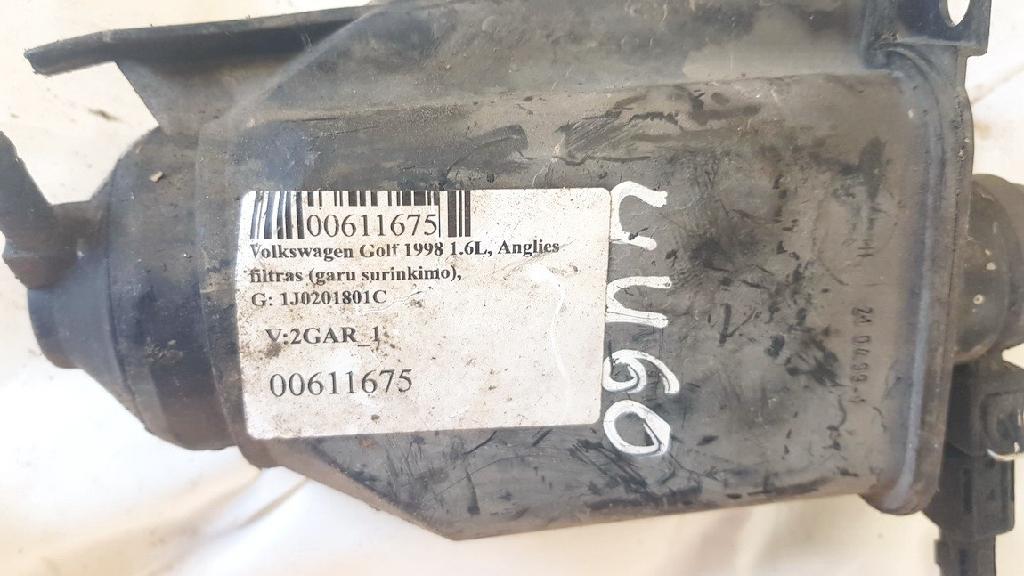 00611675
Volkswagen Golf 1998 1.6L, Anglies
filtras (garu surinkimo),
G: 1J0201801C
V:2GAR_1
00611675